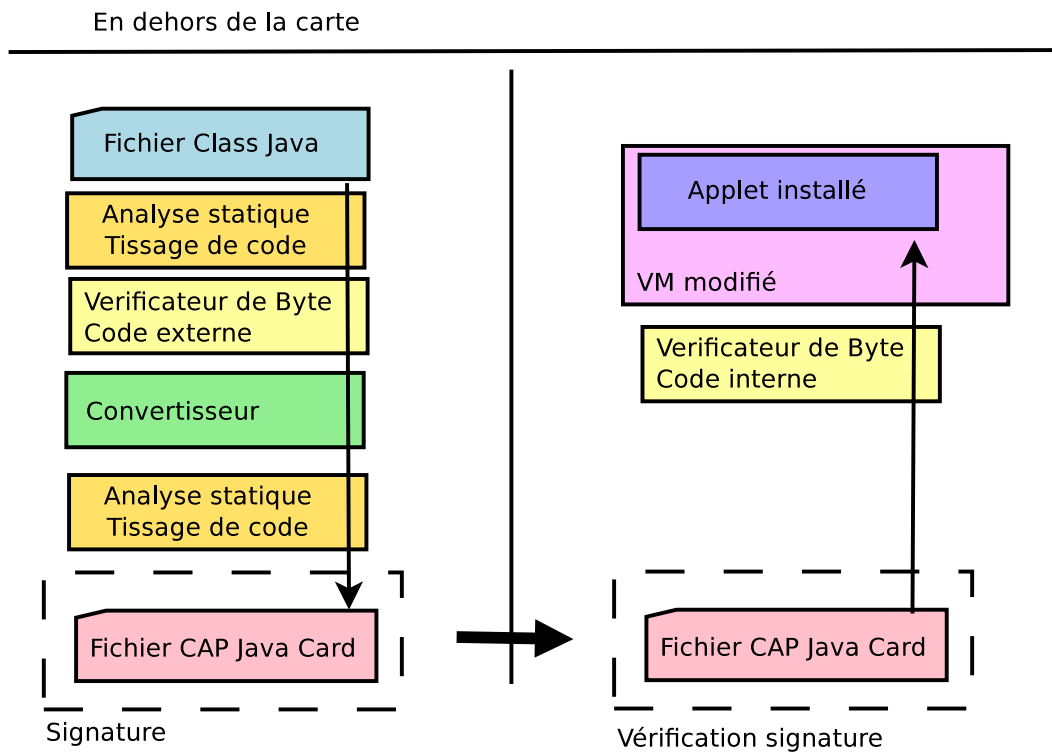 En dehors de la carte
Fichier Class Java
Analyse statique
Tissage de code
Verificateur de Byte
Code externe
Convertisseur
Analyse statique
Tissage de code
Fichier CAP Java Card
Signature
Applet installé
VM modifié
Verificateur de Byte
Code interne
Fichier CAP Java Card
Vérification signature